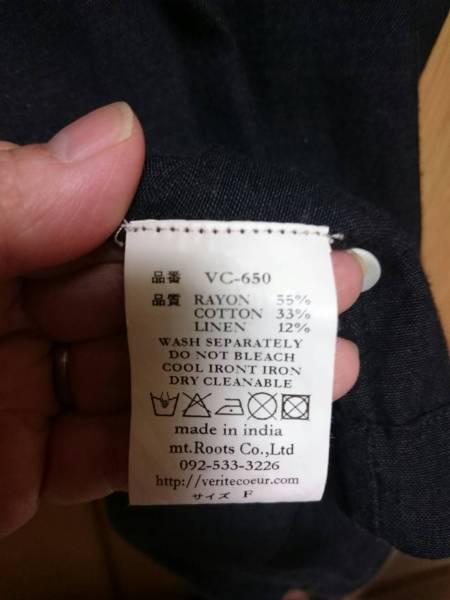 品番 VC-650
品質 RAYON 55%
COTTON 33%
LINEN 12%
WASH SEPARATELY
DO NOT BLEACH
COOL IRONT IRON
DRY CLEANABLE
made in india
mt.Roots Co.,Ltd
092-533-3226
http://veritecoeur.com/
サイズ F